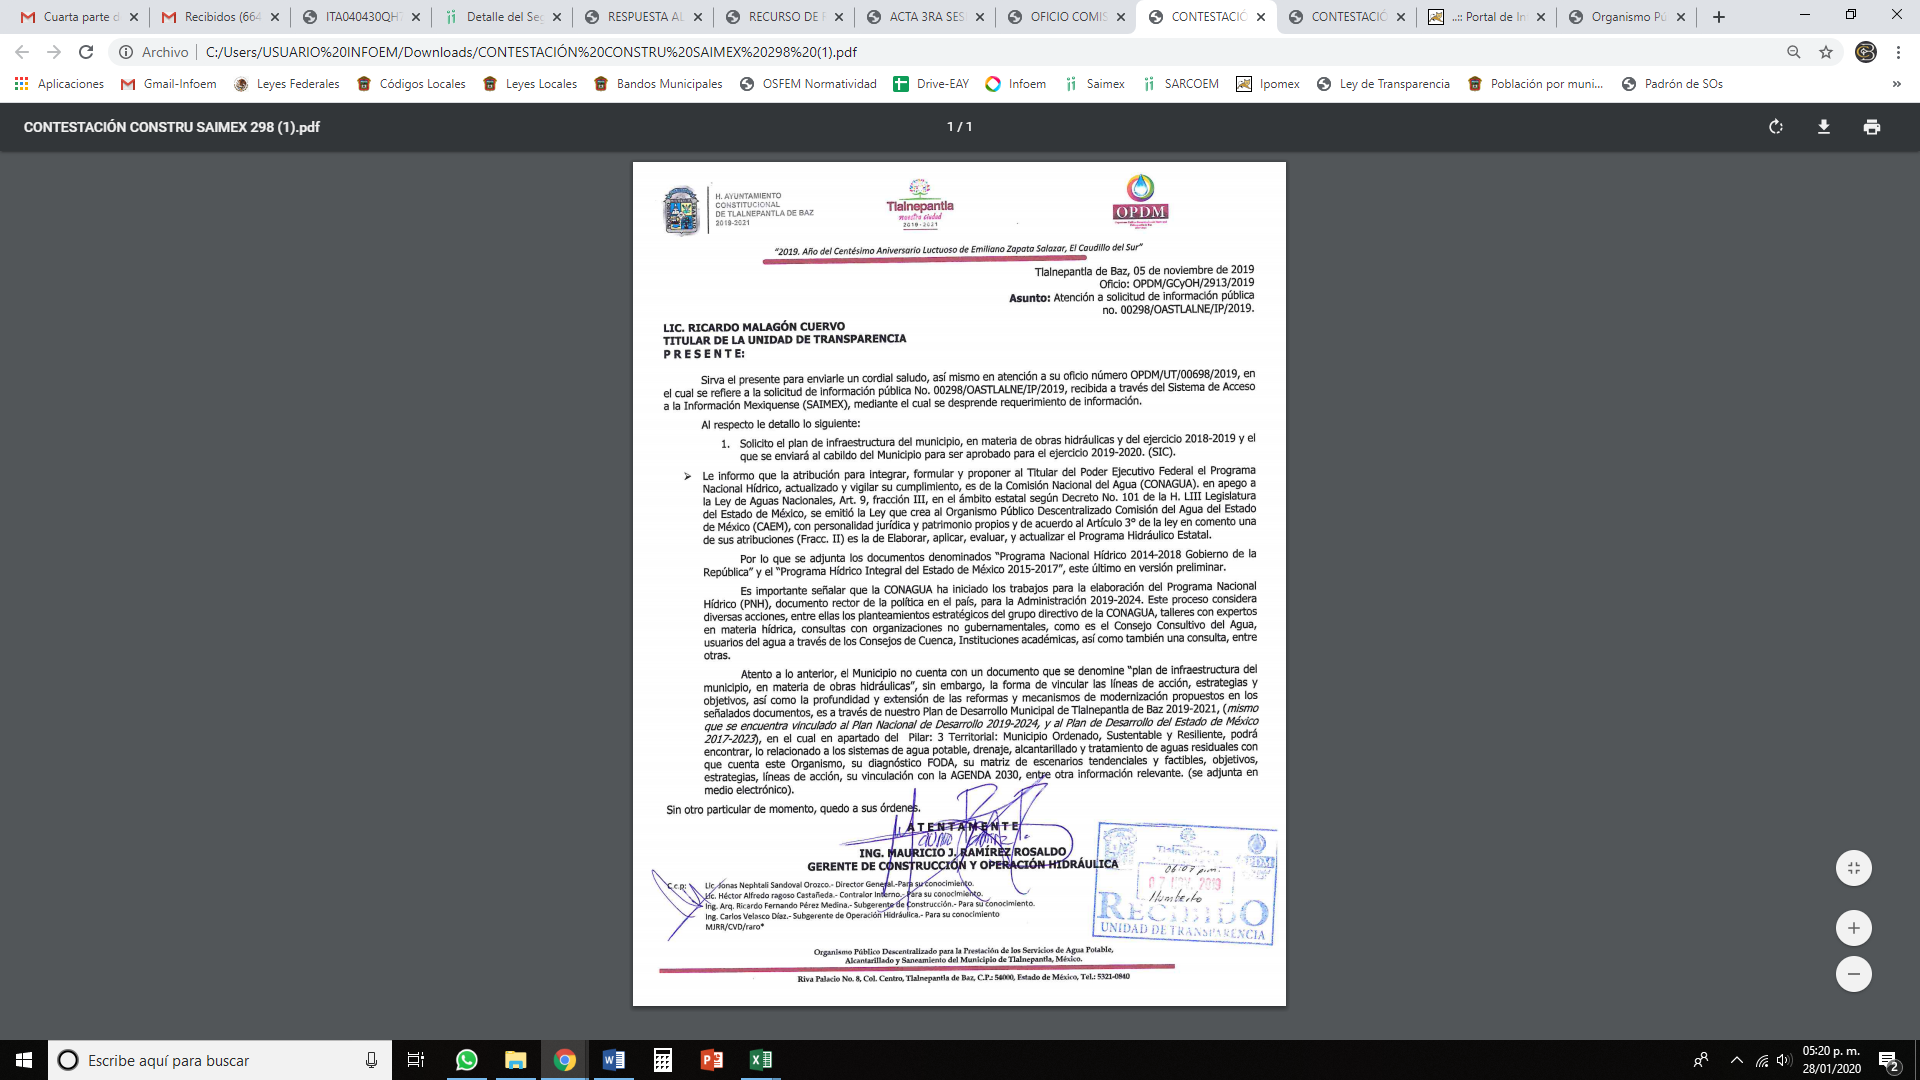 Cuarta parte d
Recibidos (664
ITA040430QH7
Detalle del Seg
RESPUESTA AL
RECURSO DE R
ACTA 3RA SES
OFICIO COMIS
CONTESTACIÓ
CONTESTACIÓ
..:: Portal de In
Organismo Pú
Archivo | C:/Users/USUARIO%20INFOEM/Downloads/CONTESTACIÓN%20CONSTRU%20SAIMEX%20298%20(1).pdf
Aplicaciones
Gmail-Infoem
Leyes Federales
Códigos Locales
Leyes Locales
Bandos Municipales
OSFEM Normatividad
Drive-EAY
Infoem
Saimex
SARCOEM
Ipomex
Ley de Transparencia
Población por muni...
Padrón de SOs
»
CONTESTACIÓN CONSTRU SAIMEX 298 (1).pdf
1 / 1
H. AYUNTAMIENTO
CONSTITUCIONAL
DE TLALNEPANTLA DE BAZ
2019-2021
Tlalnepantla
nuestra ciudad
2019 - 2021
OPDM
"2019. Año del Centésimo Aniversario Luctuoso de Emiliano Zapata Salazar, El Caudillo del Sur"
Tlalnepantla de Baz, 05 de noviembre de 2019
Oficio: OPDM/GCyOH/2913/2019
Asunto: Atención a solicitud de información pública
no. 00298/OASTLALNE/IP/2019.
LIC. RICARDO MALAGÓN CUERVO
TITULAR DE LA UNIDAD DE TRANSPARENCIA
P R E S E N T E:
Sirva el presente para enviarle un cordial saludo, así mismo en atención a su oficio número OPDM/UT/00698/2019, en
el cual se refiere a la solicitud de información pública No. 00298/OASTLALNE/IP/2019, recibida a través del Sistema de Acceso
a la Información Mexiquense (SAIMEX), mediante el cual se desprende requerimiento de información.
Al respecto le detallo lo siguiente:
1. Solicito el plan de infraestructura del municipio, en materia de obras hidráulicas y del ejercicio 2018-2019 y el
que se enviará al cabildo del Municipio para ser aprobado para el ejercicio 2019-2020. (SIC).
➢ Le informo que la atribución para integrar, formular y proponer al Titular del Poder Ejecutivo Federal el Programa
Nacional Hídrico, actualizado y vigilar su cumplimiento, es de la Comisión Nacional del Agua (CONAGUA). en apego a
la Ley de Aguas Nacionales, Art. 9, fracción III, en el ámbito estatal según Decreto No. 101 de la H. LIII Legislatura
del Estado de México, se emitió la Ley que crea al Organismo Público Descentralizado Comisión del Agua del Estado
de México (CAEM), con personalidad jurídica y patrimonio propios y de acuerdo al Artículo 3° de la ley en comento una
de sus atribuciones (Fracc. II) es la de Elaborar, aplicar, evaluar, y actualizar el Programa Hidráulico Estatal.
Por lo que se adjunta los documentos denominados "Programa Nacional Hídrico 2014-2018 Gobierno de la
República" y el "Programa Hídrico Integral del Estado de México 2015-2017", este último en versión preliminar.
Es importante señalar que la CONAGUA ha iniciado los trabajos para la elaboración del Programa Nacional
Hídrico (PNH), documento rector de la política en el país, para la Administración 2019-2024. Este proceso considera
diversas acciones, entre ellas los planteamientos estratégicos del grupo directivo de la CONAGUA, talleres con expertos
en materia hídrica, consultas con organizaciones no gubernamentales, como es el Consejo Consultivo del Agua,
usuarios del agua a través de los Consejos de Cuenca, Instituciones académicas, así como también una consulta, entre
otras.
Atento a lo anterior, el Municipio no cuenta con un documento que se denomine "plan de infraestructura del
municipio, en materia de obras hidráulicas", sin embargo, la forma de vincular las líneas de acción, estrategias y
objetivos, así como la profundidad y extensión de las reformas y mecanismos de modernización propuestos en los
señalados documentos, es a través de nuestro Plan de Desarrollo Municipal de Tlalnepantla de Baz 2019-2021, (mismo
que se encuentra vinculado al Plan Nacional de Desarrollo 2019-2024, y al Plan de Desarrollo del Estado de México
2017-2023), en el cual en apartado del Pilar: 3 Territorial: Municipio Ordenado, Sustentable y Resiliente, podrá
encontrar, lo relacionado a los sistemas de agua potable, drenaje, alcantarillado y tratamiento de aguas residuales con
que cuenta este Organismo, su diagnóstico FODA, su matriz de escenarios tendenciales y factibles, objetivos,
estrategias, líneas de acción, su vinculación con la AGENDA 2030, entre otra información relevante. (se adjunta en
medio electrónico).
Sin otro particular de momento, quedo a sus órdenes.
A T E N T A M E N T E
ING. MAURICIO J. RAMÍREZ ROSALDO
GERENTE DE CONSTRUCCIÓN Y OPERACIÓN HIDRÁULICA
C.c.p: Lic. Jonas Nephtali Sandoval Orozco.- Director General.-Para su conocimiento.
Lic. Héctor Alfredo ragoso Castañeda.- Contralor Interno.- Para su conocimiento.
Ing. Arq. Ricardo Fernando Pérez Medina.- Subgerente de Construcción.- Para su conocimiento.
Ing. Carlos Velasco Díaz.- Subgerente de Operación Hidráulica.- Para su conocimiento
MJRR/CVD/raro*
Tlalnepantla
OPDM
06:07 p.m.
07 NOV. 2019
Humberto
RECIBIDO
UNIDAD DE TRANSPARENCIA
Organismo Público Descentralizado para la Prestación de los Servicios de Agua Potable,
Alcantarillado y Saneamiento del Municipio de Tlalnepantla, México.
Riva Palacio No. 8, Col. Centro, Tlalnepantla de Baz, C.P.: 54000, Estado de México, Tel.: 5321-0840
Escribe aquí para buscar
05:20 p. m.
28/01/2020
2